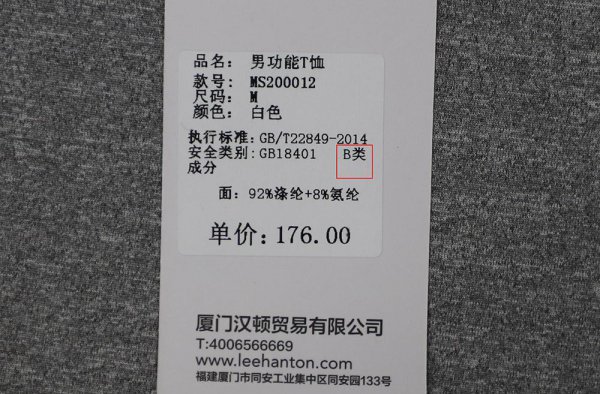 品名： 男功能T恤
款号： MS200012
尺码： M
颜色： 白色
执行标准：GB/T22849-2014
安全类别：GB18401 B类
成分
面：92%涤纶+8%氨纶
单价：176.00
厦门汉顿贸易有限公司
T:4006566669
www.leehanton.com
福建厦门市同安工业集中区同安园133号